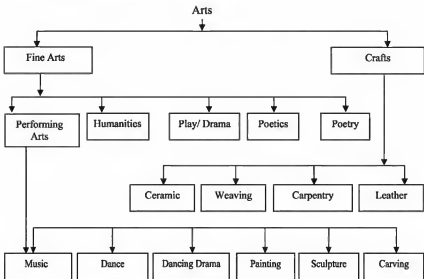 Arts
Fine Arts
Crafts
Performing
Arts
Humanities
Play/ Drama
Poetics
Poetry
Ceramic
Weaving
Carpentry
Leather
Music
Dance
Dancing Drama
Painting
Sculpture
Carving